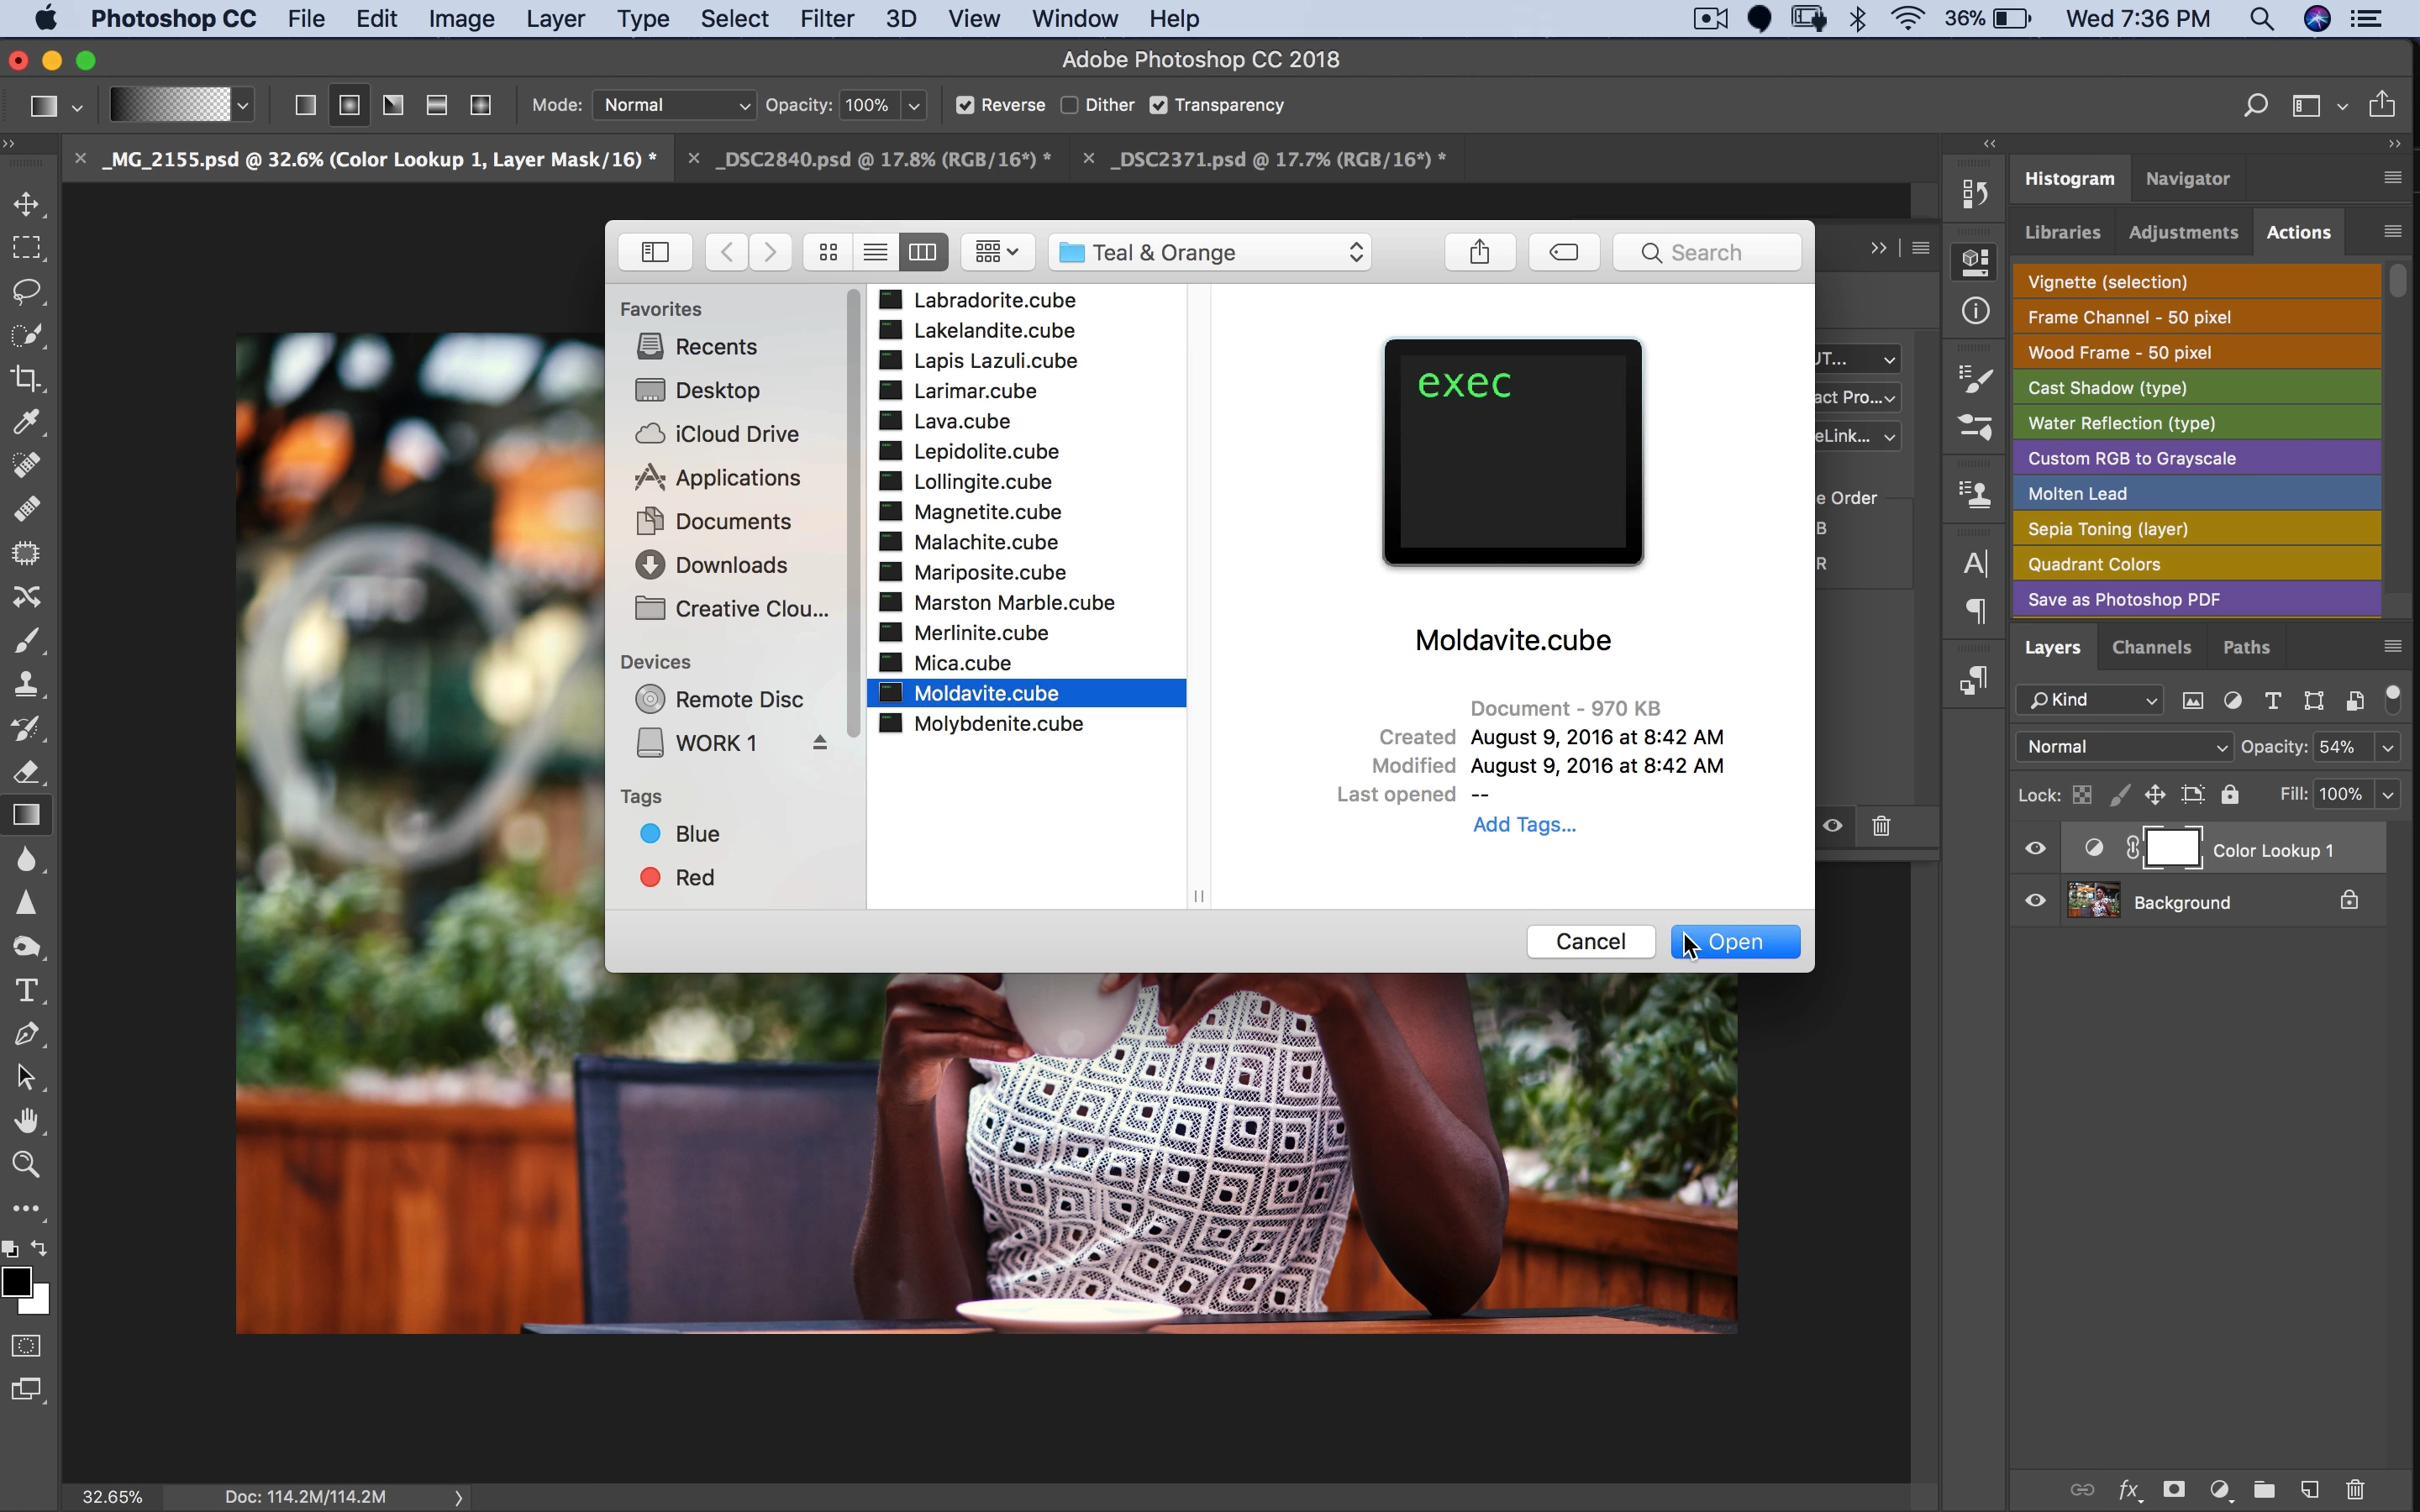 Photoshop CC File Edit Image Layer Type Select Filter 3D View Window Help 36% Wed 7:36 PM
Adobe Photoshop CC 2018
Mode: Normal Opacity: 100% Reverse Dither Transparency
_MG_2155.psd @ 32.6% (Color Lookup 1, Layer Mask/16) * _DSC2840.psd @ 17.8% (RGB/16*) * _DSC2371.psd @ 17.7% (RGB/16*) *
Teal & Orange Search
Favorites
Recents
Desktop
iCloud Drive
Applications
Documents
Downloads
Creative Clou...
Devices
Remote Disc
WORK 1
Tags
Blue
Red
Labradorite.cube
Lakelandite.cube
Lapis Lazuli.cube
Larimar.cube
Lava.cube
Lepidolite.cube
Lollingite.cube
Magnetite.cube
Malachite.cube
Mariposite.cube
Marston Marble.cube
Merlinite.cube
Mica.cube
Moldavite.cube
Molybdenite.cube
exec
Moldavite.cube
Document - 970 KB
Created August 9, 2016 at 8:42 AM
Modified August 9, 2016 at 8:42 AM
Last opened --
Add Tags...
Cancel Open
UT...
act Pro...
eLink...
e Order
B
R
Histogram Navigator
Libraries Adjustments Actions
Vignette (selection)
Frame Channel - 50 pixel
Wood Frame - 50 pixel
Cast Shadow (type)
Water Reflection (type)
Custom RGB to Grayscale
Molten Lead
Sepia Toning (layer)
Quadrant Colors
Save as Photoshop PDF
Layers Channels Paths
Kind
Normal Opacity: 54%
Lock: Fill: 100%
Color Lookup 1
Background
fx
32.65% Doc: 114.2M/114.2M